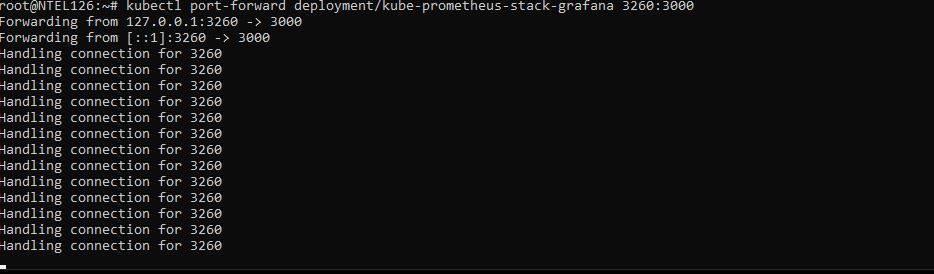 root@NTEL126:~# kubectl port-forward deployment/kube-prometheus-stack-grafana 3260:3000
Forwarding from 127.0.0.1:3260 -> 3000
Forwarding from [::1]:3260 -> 3000
Handling connection for 3260
Handling connection for 3260
Handling connection for 3260
Handling connection for 3260
Handling connection for 3260
Handling connection for 3260
Handling connection for 3260
Handling connection for 3260
Handling connection for 3260
Handling connection for 3260
Handling connection for 3260
Handling connection for 3260
Handling connection for 3260